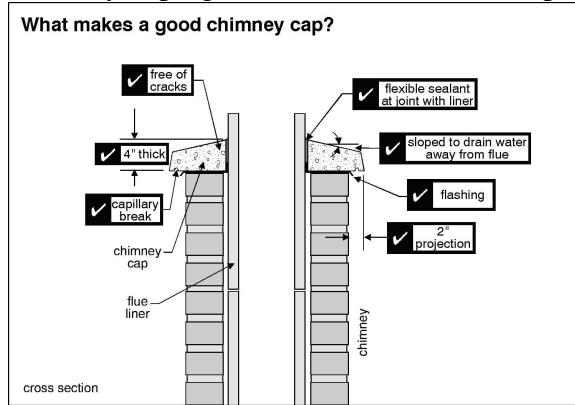 What makes a good chimney cap?
✓ free of
cracks
✓ flexible sealant
at joint with liner
✓ 4" thick
✓ sloped to drain water
away from flue
✓ capillary
break
✓ flashing
✓ 2"
projection
chimney
cap
flue
liner
chimney
cross section